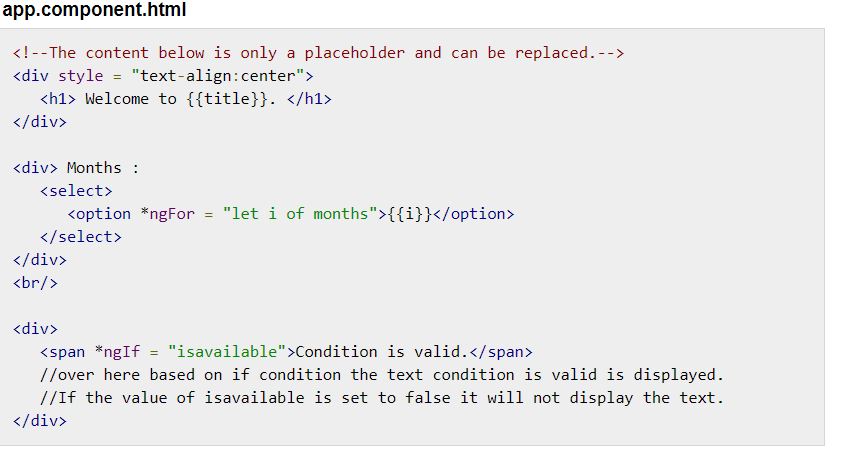 app.component.html
<!--The content below is only a placeholder and can be replaced.-->
<div style = "text-align:center">
   <h1> Welcome to {{title}}. </h1>
</div>

<div> Months :
   <select>
      <option *ngFor = "let i of months">{{i}}</option>
   </select>
</div>
<br/>

<div>
   <span *ngIf = "isavailable">Condition is valid.</span>
   //over here based on if condition the text condition is valid is displayed.
   //If the value of isavailable is set to false it will not display the text.
</div>